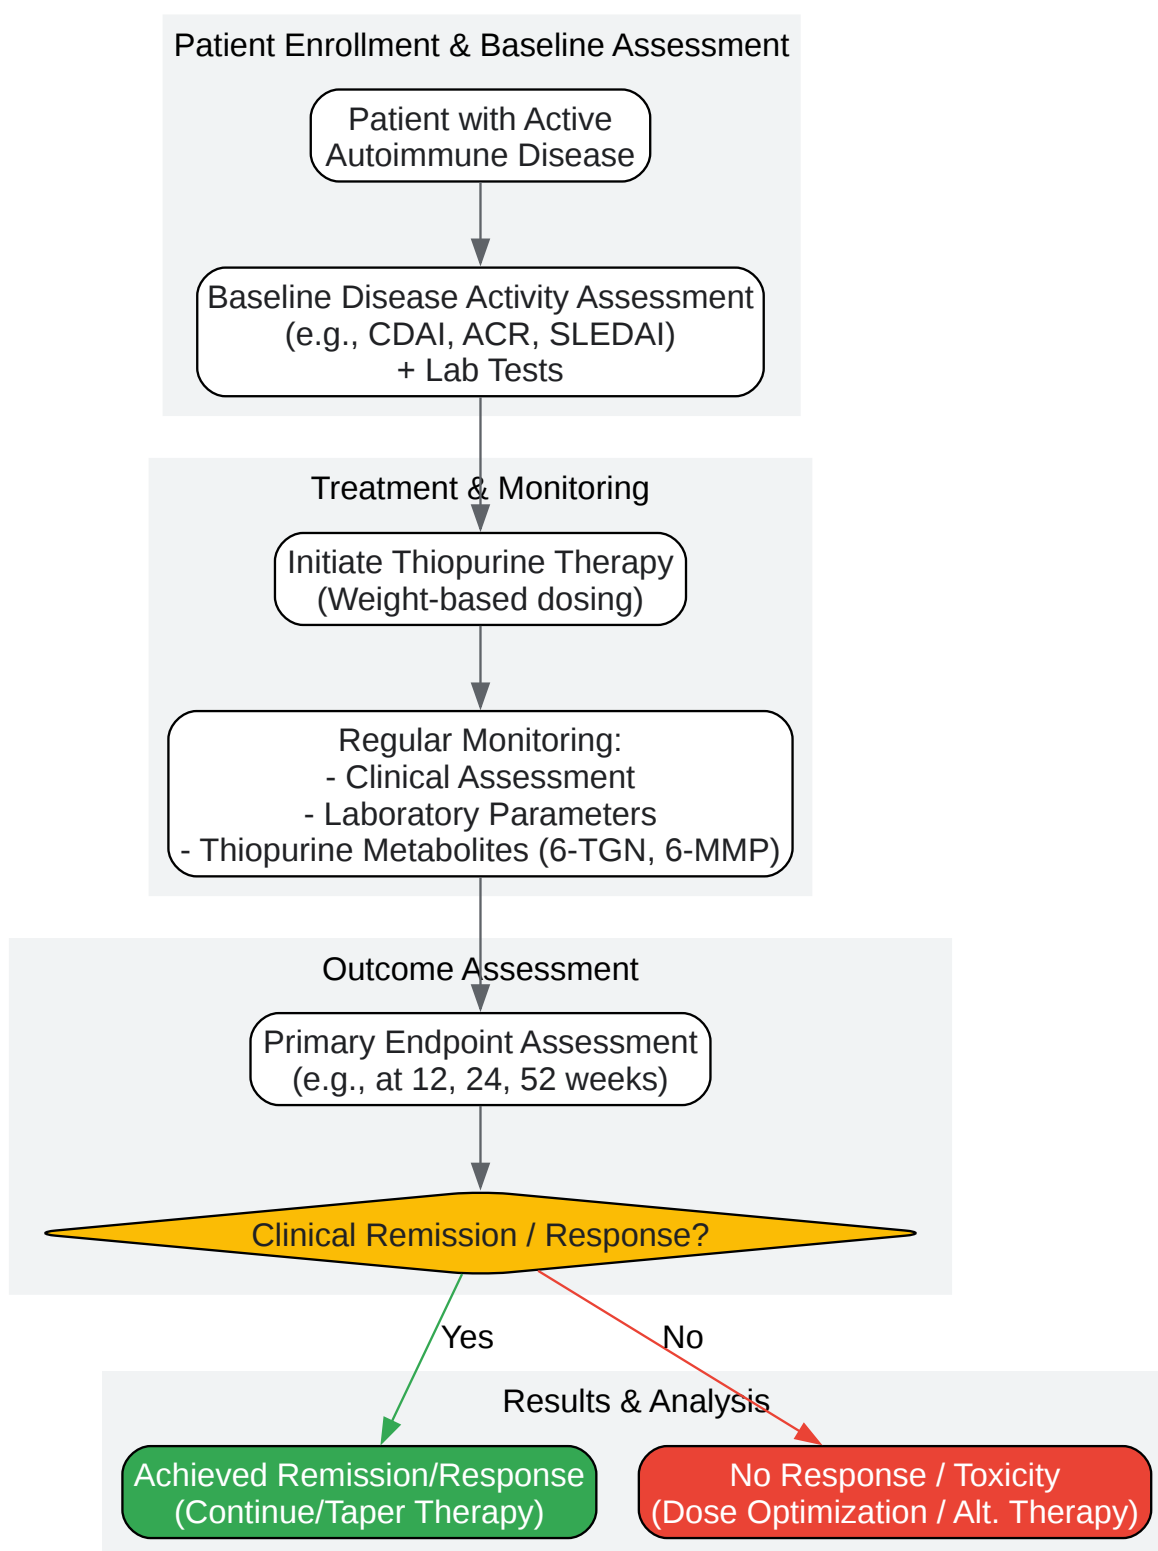 Patient Enrollment & Baseline Assessment
Patient with Active
Autoimmune Disease
Baseline Disease Activity Assessment
(e.g., CDAI, ACR, SLEDAI)
+ Lab Tests
Treatment & Monitoring
Initiate Thiopurine Therapy
(Weight-based dosing)
Regular Monitoring:
- Clinical Assessment
- Laboratory Parameters
- Thiopurine Metabolites (6-TGN, 6-MMP)
Outcome Assessment
Primary Endpoint Assessment
(e.g., at 12, 24, 52 weeks)
Clinical Remission / Response?
Yes
No
Results & Analysis
Achieved Remission/Response
(Continue/Taper Therapy)
No Response / Toxicity
(Dose Optimization / Alt. Therapy)